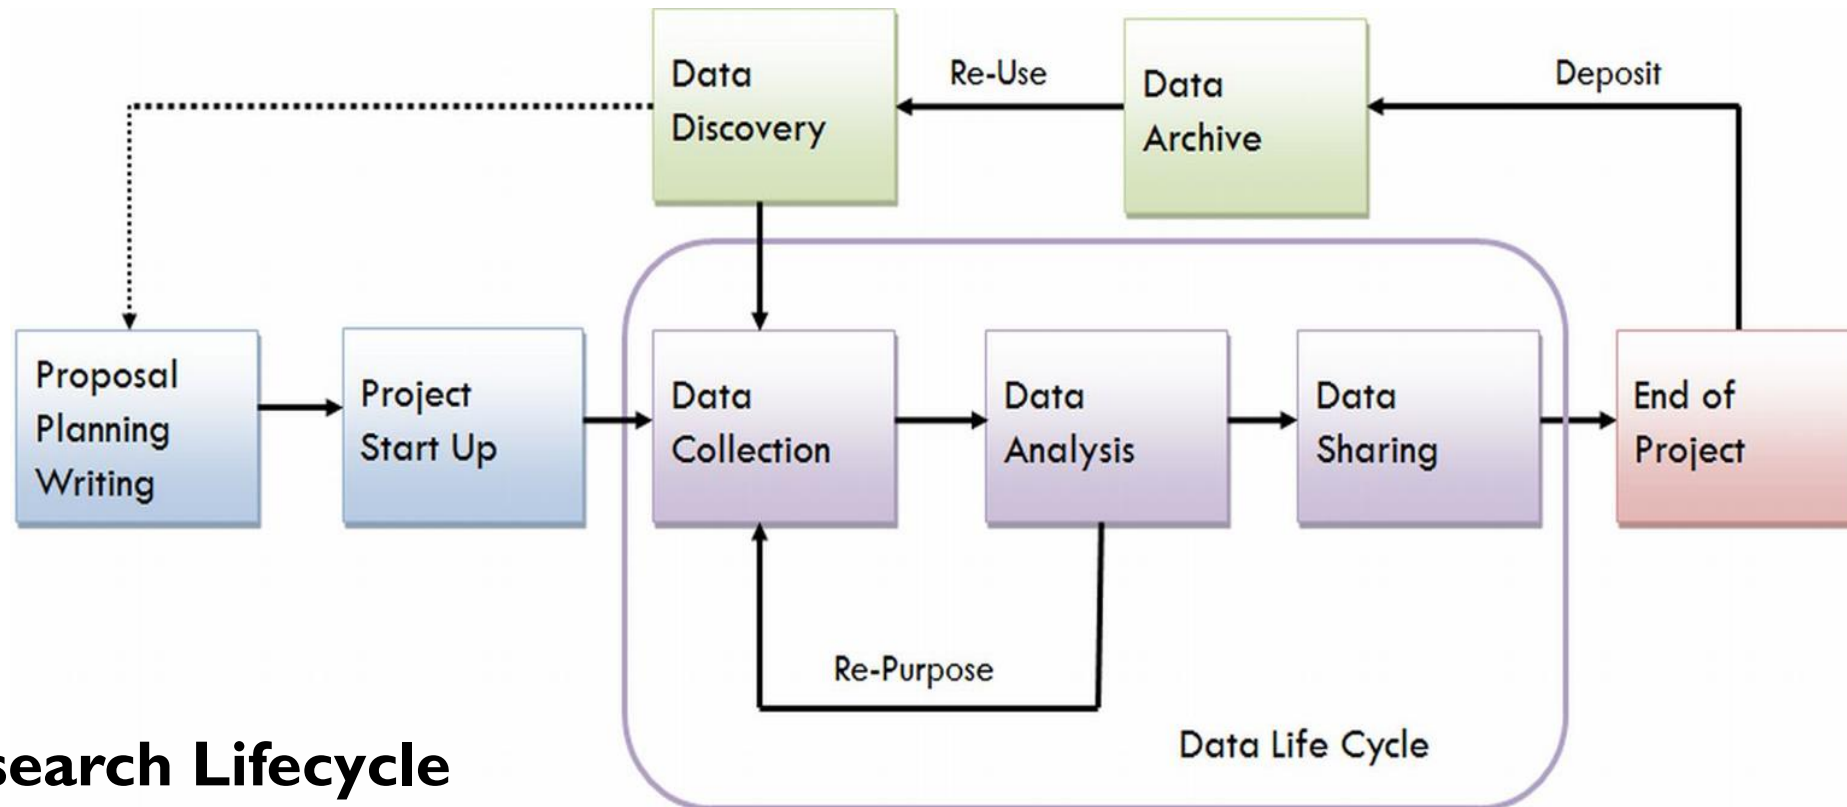 Data
Discovery
Re-Use
Data
Archive
Deposit
Proposal
Planning
Writing
Project
Start Up
Data
Collection
Data
Analysis
Data
Sharing
End of
Project
Re-Purpose
Data Life Cycle
search Lifecycle